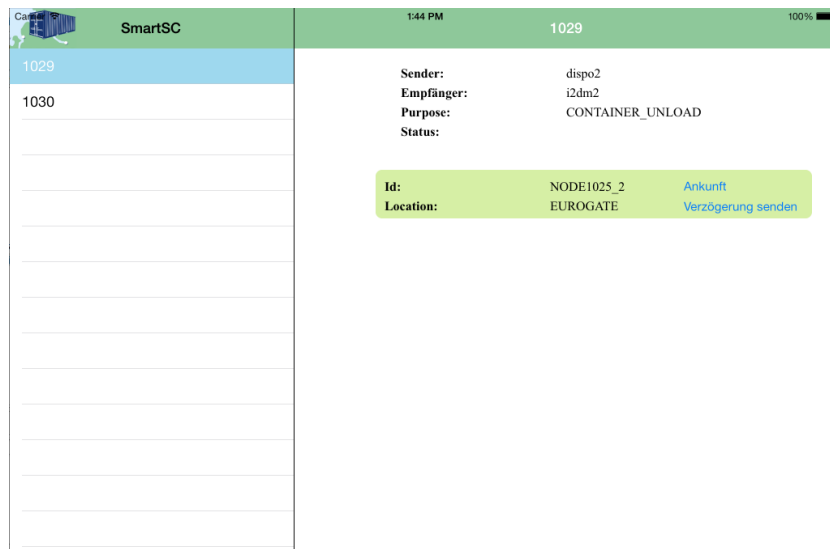 SmartSC
1:44 PM
1029
100%
1029
1030
Sender: dispo2
Empfänger: i2dm2
Purpose: CONTAINER_UNLOAD
Status:
Id: NODE1025_2 Ankunft
Location: EUROGATE Verzögerung senden